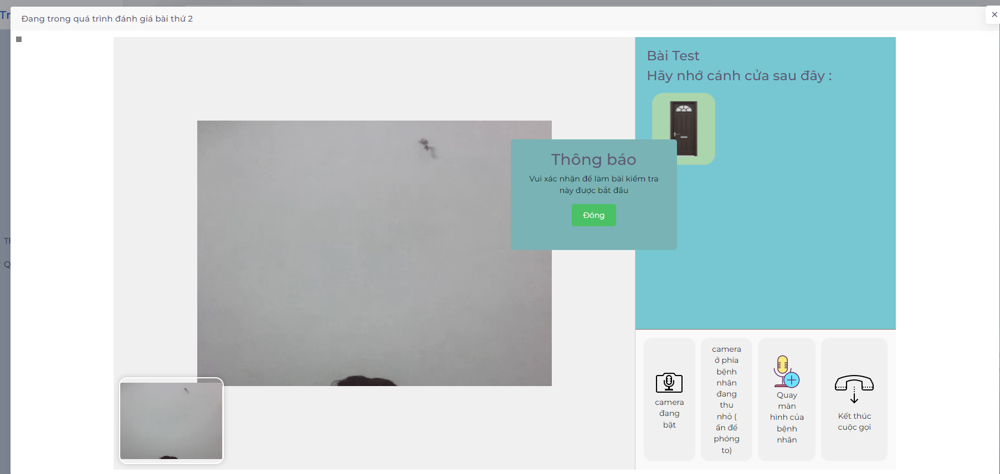 Tr
Đang trong quá trình đánh giá bài thứ 2
×
Bài Test
Hãy nhớ cánh cửa sau đây :
Thông báo
Vui xác nhận để làm bài kiểm tra
này được bắt đầu
Đóng
Th
Q
camera
đang
bật
camera
ở phía
bệnh
nhân
đang
thu
nhỏ (
ấn để
phóng
to)
Quay
màn
hình của
bệnh
nhân
Kết thúc
cuộc gọi